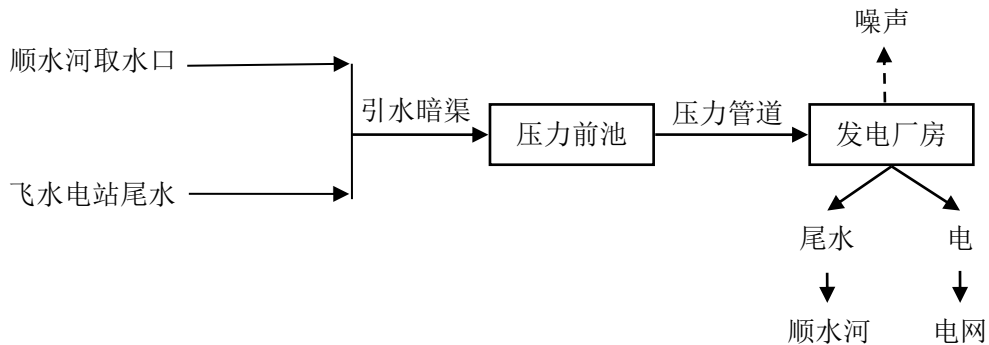 噪声
顺水河取水口
引水暗渠
压力前池
压力管道
发电厂房
飞水电站尾水
尾水
电
顺水河
电网